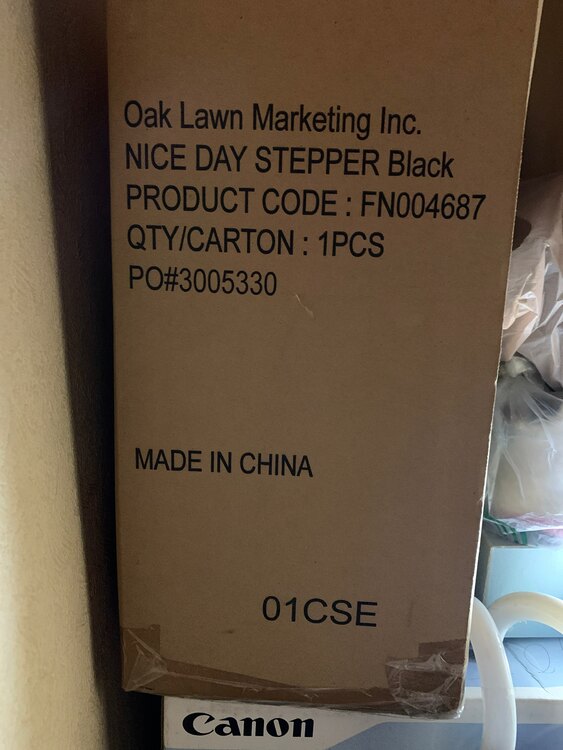 Oak Lawn Marketing Inc.
NICE DAY STEPPER Black
PRODUCT CODE : FN004687
QTY/CARTON : 1PCS
PO#3005330
MADE IN CHINA
01CSE
Canon